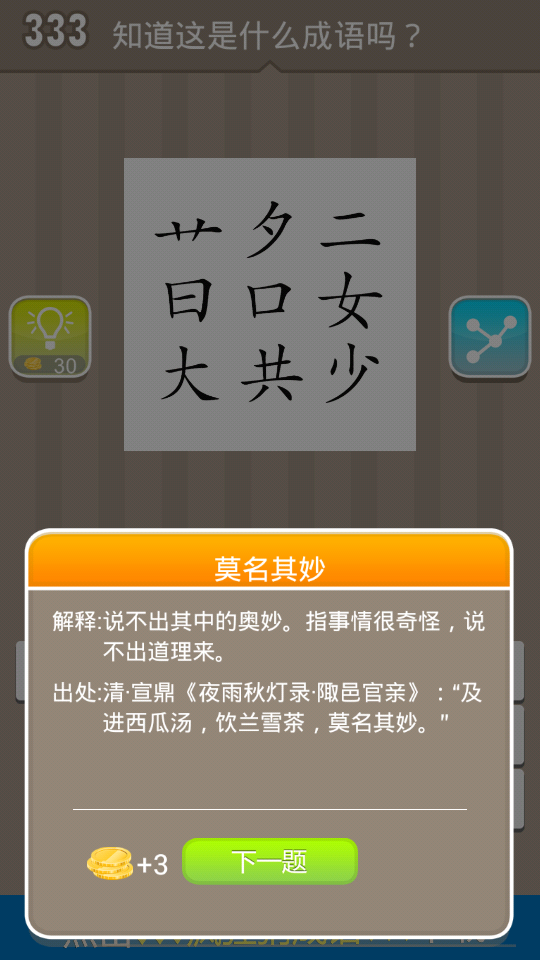 333 知道这是什么成语吗？
艹夕二
曰口女
30
大共少
莫名其妙
解释:说不出其中的奥妙。指事情很奇怪，说
不出道理来。
出处:清·宣鼎《夜雨秋灯录·陬邑官亲》：“及
进西瓜汤，饮兰雪茶，莫名其妙。”
+3 下一题